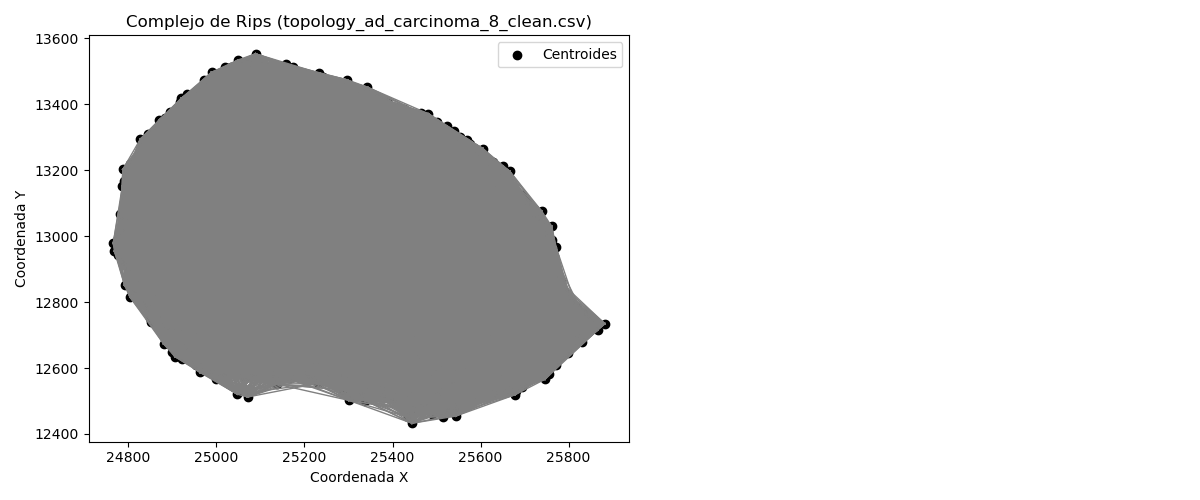 Complejo de Rips (topology_ad_carcinoma_8_clean.csv)
Centroides
13600
13400
13200
13000
12800
12600
12400
Coordenada Y
24800 25000 25200 25400 25600 25800
Coordenada X